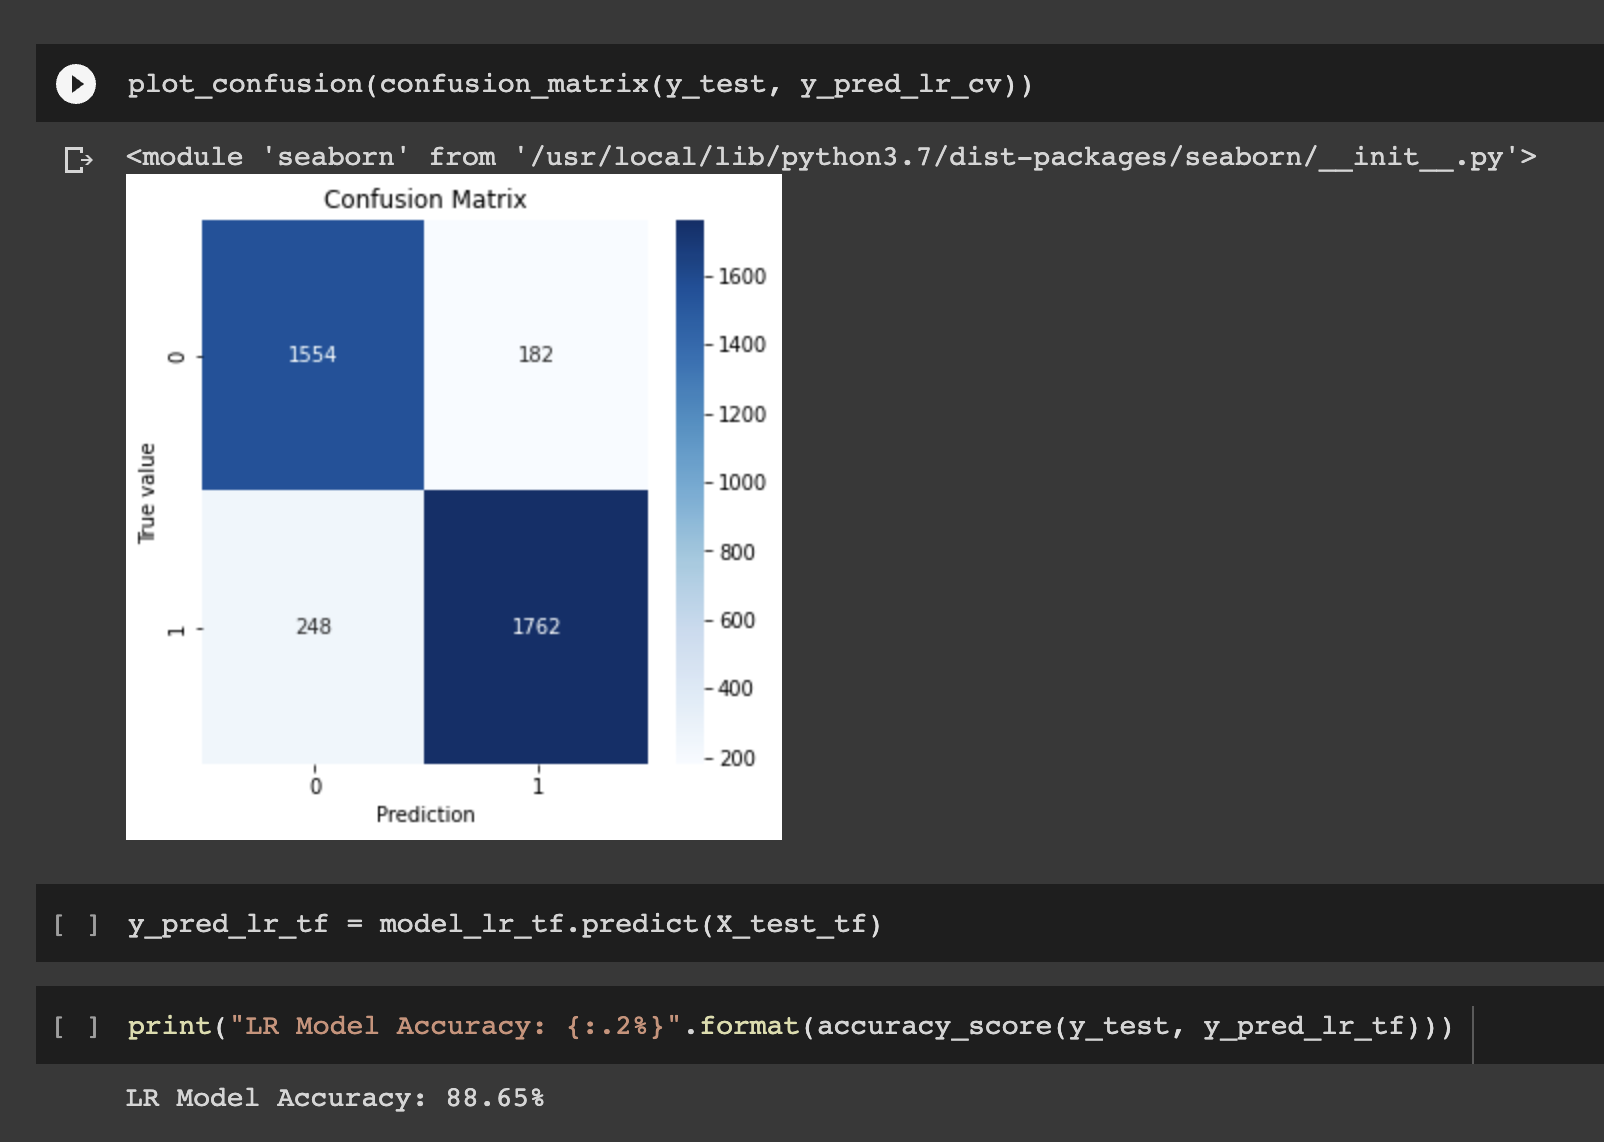 plot_confusion(confusion_matrix(y_test, y_pred_lr_cv))
<module 'seaborn' from '/usr/local/lib/python3.7/dist-packages/seaborn/__init__.py'>
Confusion Matrix
1600
1554
182
0
1400
1200
1000
True value
800
248
1762
1
600
400
200
0
1
Prediction
[ ] y_pred_lr_tf = model_lr_tf.predict(X_test_tf)
[ ] print("LR Model Accuracy: {:.2%}".format(accuracy_score(y_test, y_pred_lr_tf)))
LR Model Accuracy: 88.65%